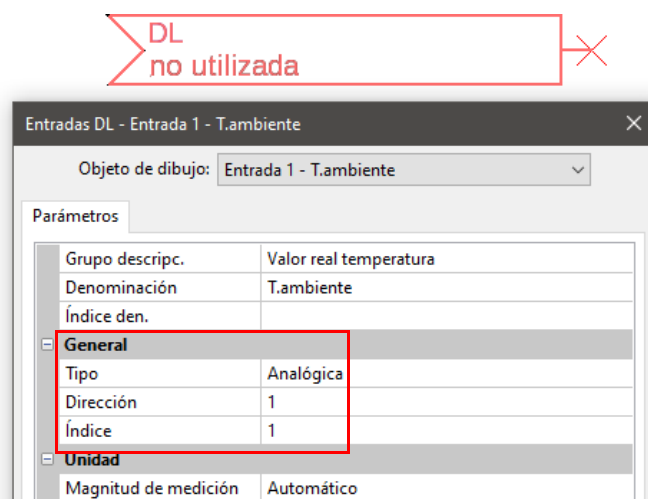 DL
no utilizada
Entradas DL - Entrada 1 - T.ambiente
Objeto de dibujo: Entrada 1 - T.ambiente
Parámetros
Grupo descripc. Valor real temperatura
Denominación T.ambiente
Índice den.
General
Tipo Analógica
Dirección 1
Índice 1
Unidad
Magnitud de medición Automático